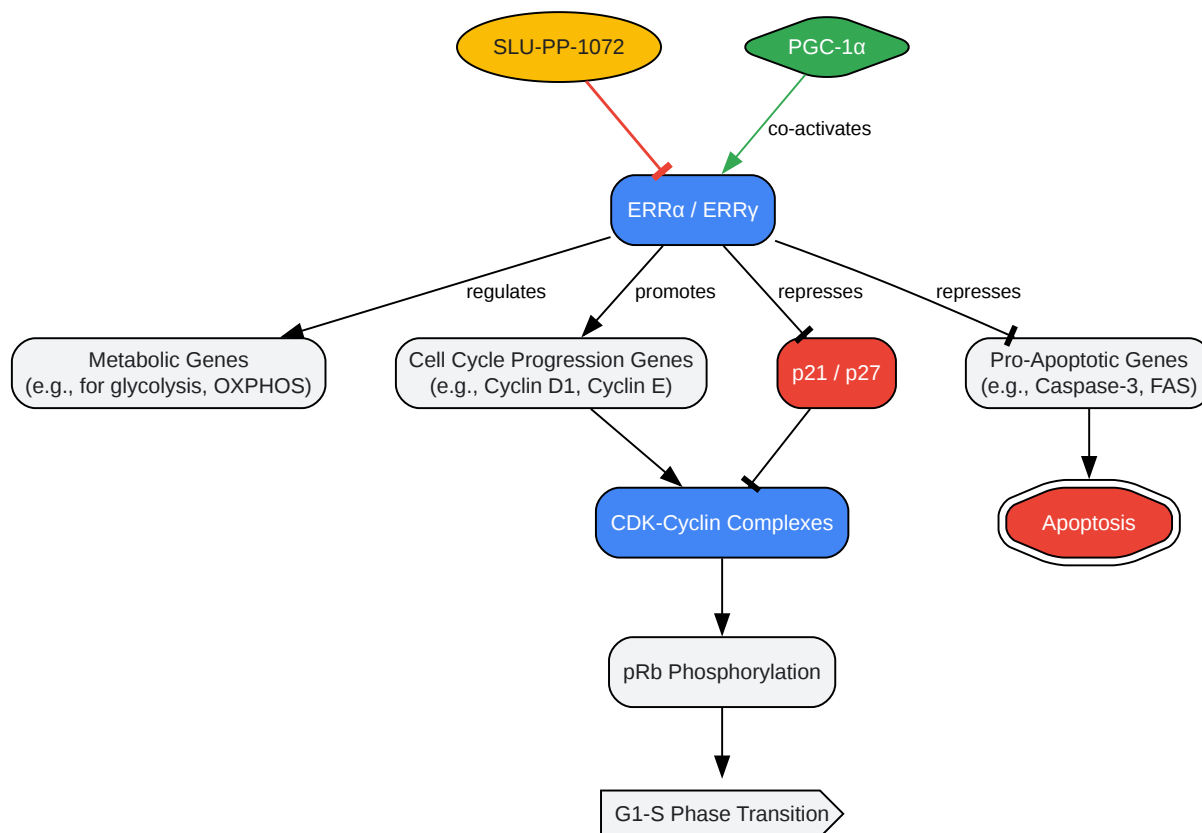 SLU-PP-1072
PGC-1α
co-activates
ERRα / ERRγ
regulates
promotes
represses
represses
Metabolic Genes
(e.g., for glycolysis, OXPHOS)
Cell Cycle Progression Genes
(e.g., Cyclin D1, Cyclin E)
p21 / p27
Pro-Apoptotic Genes
(e.g., Caspase-3, FAS)
CDK-Cyclin Complexes
Apoptosis
pRb Phosphorylation
G1-S Phase Transition